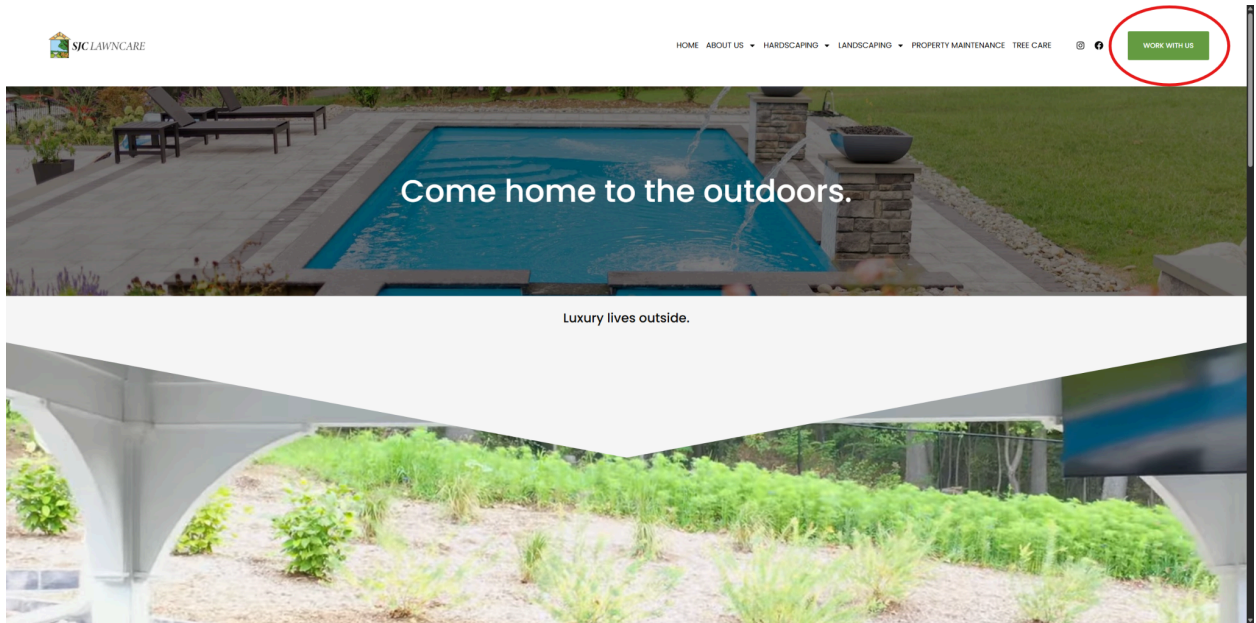 SJC LAWNCARE
HOME ABOUT US HARDSCAPING LANDSCAPING PROPERTY MAINTENANCE TREE CARE
WORK WITH US
Come home to the outdoors.
Luxury lives outside.